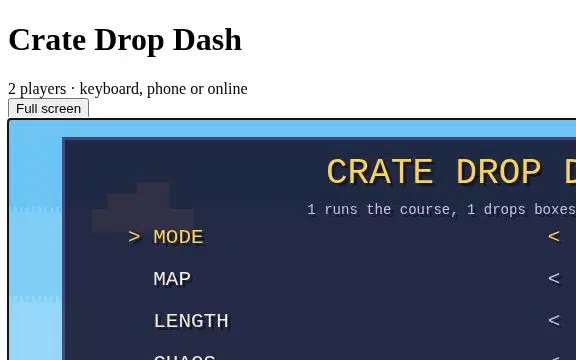 Crate Drop Dash
2 players · keyboard, phone or online
Full screen
CRATE DROP
1 runs the course, 1 drops boxes
> MODE <
MAP <
LENGTH <
CHAOS